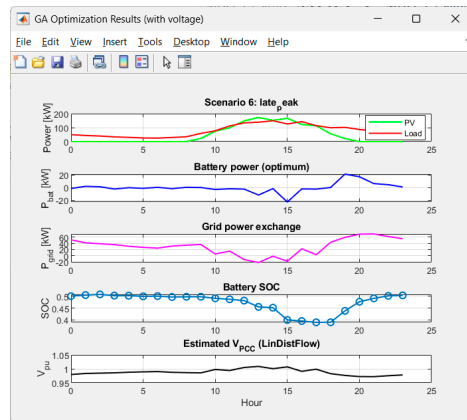 GA Optimization Results (with voltage)
File Edit View Insert Tools Desktop Window Help
Scenario 6: late_peak
Power [kW]
200
100
0
PV
Load
0 5 10 15 20 25
Battery power (optimum)
P_bat [kW]
20
0
-20
0 5 10 15 20 25
Grid power exchange
P_grid [kW]
60
40
20
0
-20
0 5 10 15 20 25
Battery SOC
SOC
0.5
0.45
0.4
0 5 10 15 20 25
Estimated V_PCC (LinDistFlow)
V_pu
1.05
1
0.95
0 5 10 15 20 25
Hour